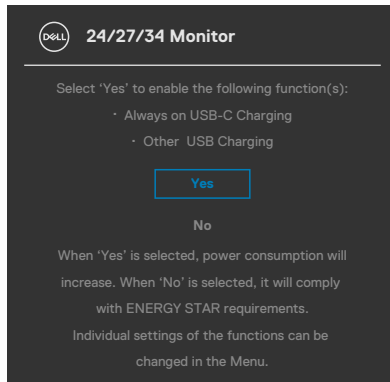 DELL
24/27/34 Monitor
Select ‘Yes’ to enable the following function(s):
· Always on USB-C Charging
· Other USB Charging
Yes
No
When ‘Yes’ is selected, power consumption will
increase. When ‘No’ is selected, it will comply
with ENERGY STAR requirements.
Individual settings of the functions can be
changed in the Menu.